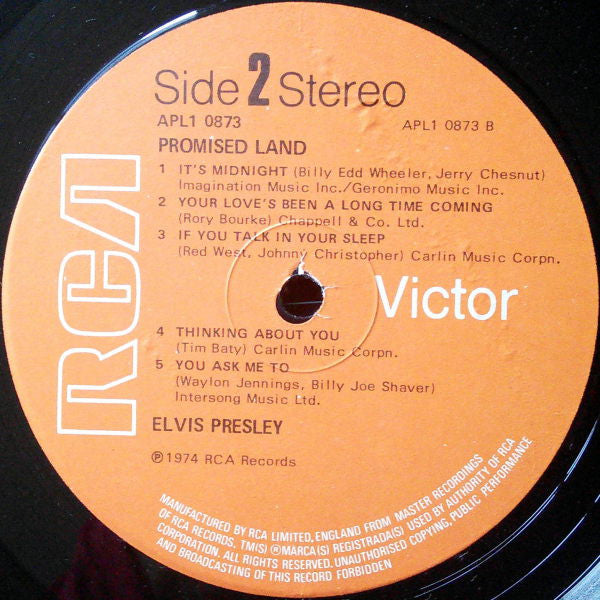 RCA
Side 2 Stereo
APL1 0873
APL1 0873 B
PROMISED LAND
1 IT'S MIDNIGHT (Billy Edd Wheeler, Jerry Chesnut)
Imagination Music Inc./Geronimo Music Inc.
2 YOUR LOVE'S BEEN A LONG TIME COMING
(Rory Bourke) Chappell & Co. Ltd.
3 IF YOU TALK IN YOUR SLEEP
(Red West, Johnny Christopher) Carlin Music Corpn.
Victor
4 THINKING ABOUT YOU
(Tim Baty) Carlin Music Corpn.
5 YOU ASK ME TO
(Waylon Jennings, Billy Joe Shaver)
Intersong Music Ltd.
ELVIS PRESLEY
℗ 1974 RCA Records
MANUFACTURED BY RCA LIMITED, ENGLAND FROM MASTER RECORDINGS
OF RCA RECORDS, TM(S) ® MARCA(S) REGISTRADA(S) USED BY AUTHORITY OF RCA
CORPORATION. ALL RIGHTS RESERVED. UNAUTHORISED COPYING, PUBLIC PERFORMANCE
AND BROADCASTING OF THIS RECORD FORBIDDEN